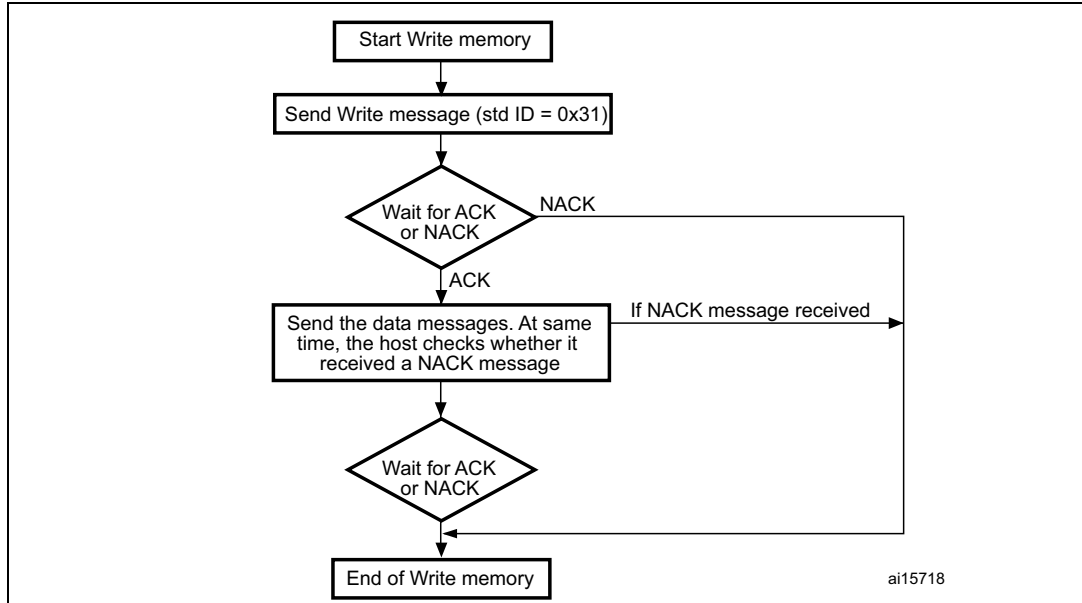 Start Write memory
Send Write message (std ID = 0x31)
NACK
Wait for ACK
or NACK
ACK
If NACK message received
Send the data messages. At same
time, the host checks whether it
received a NACK message
Wait for ACK
or NACK
End of Write memory
ai15718